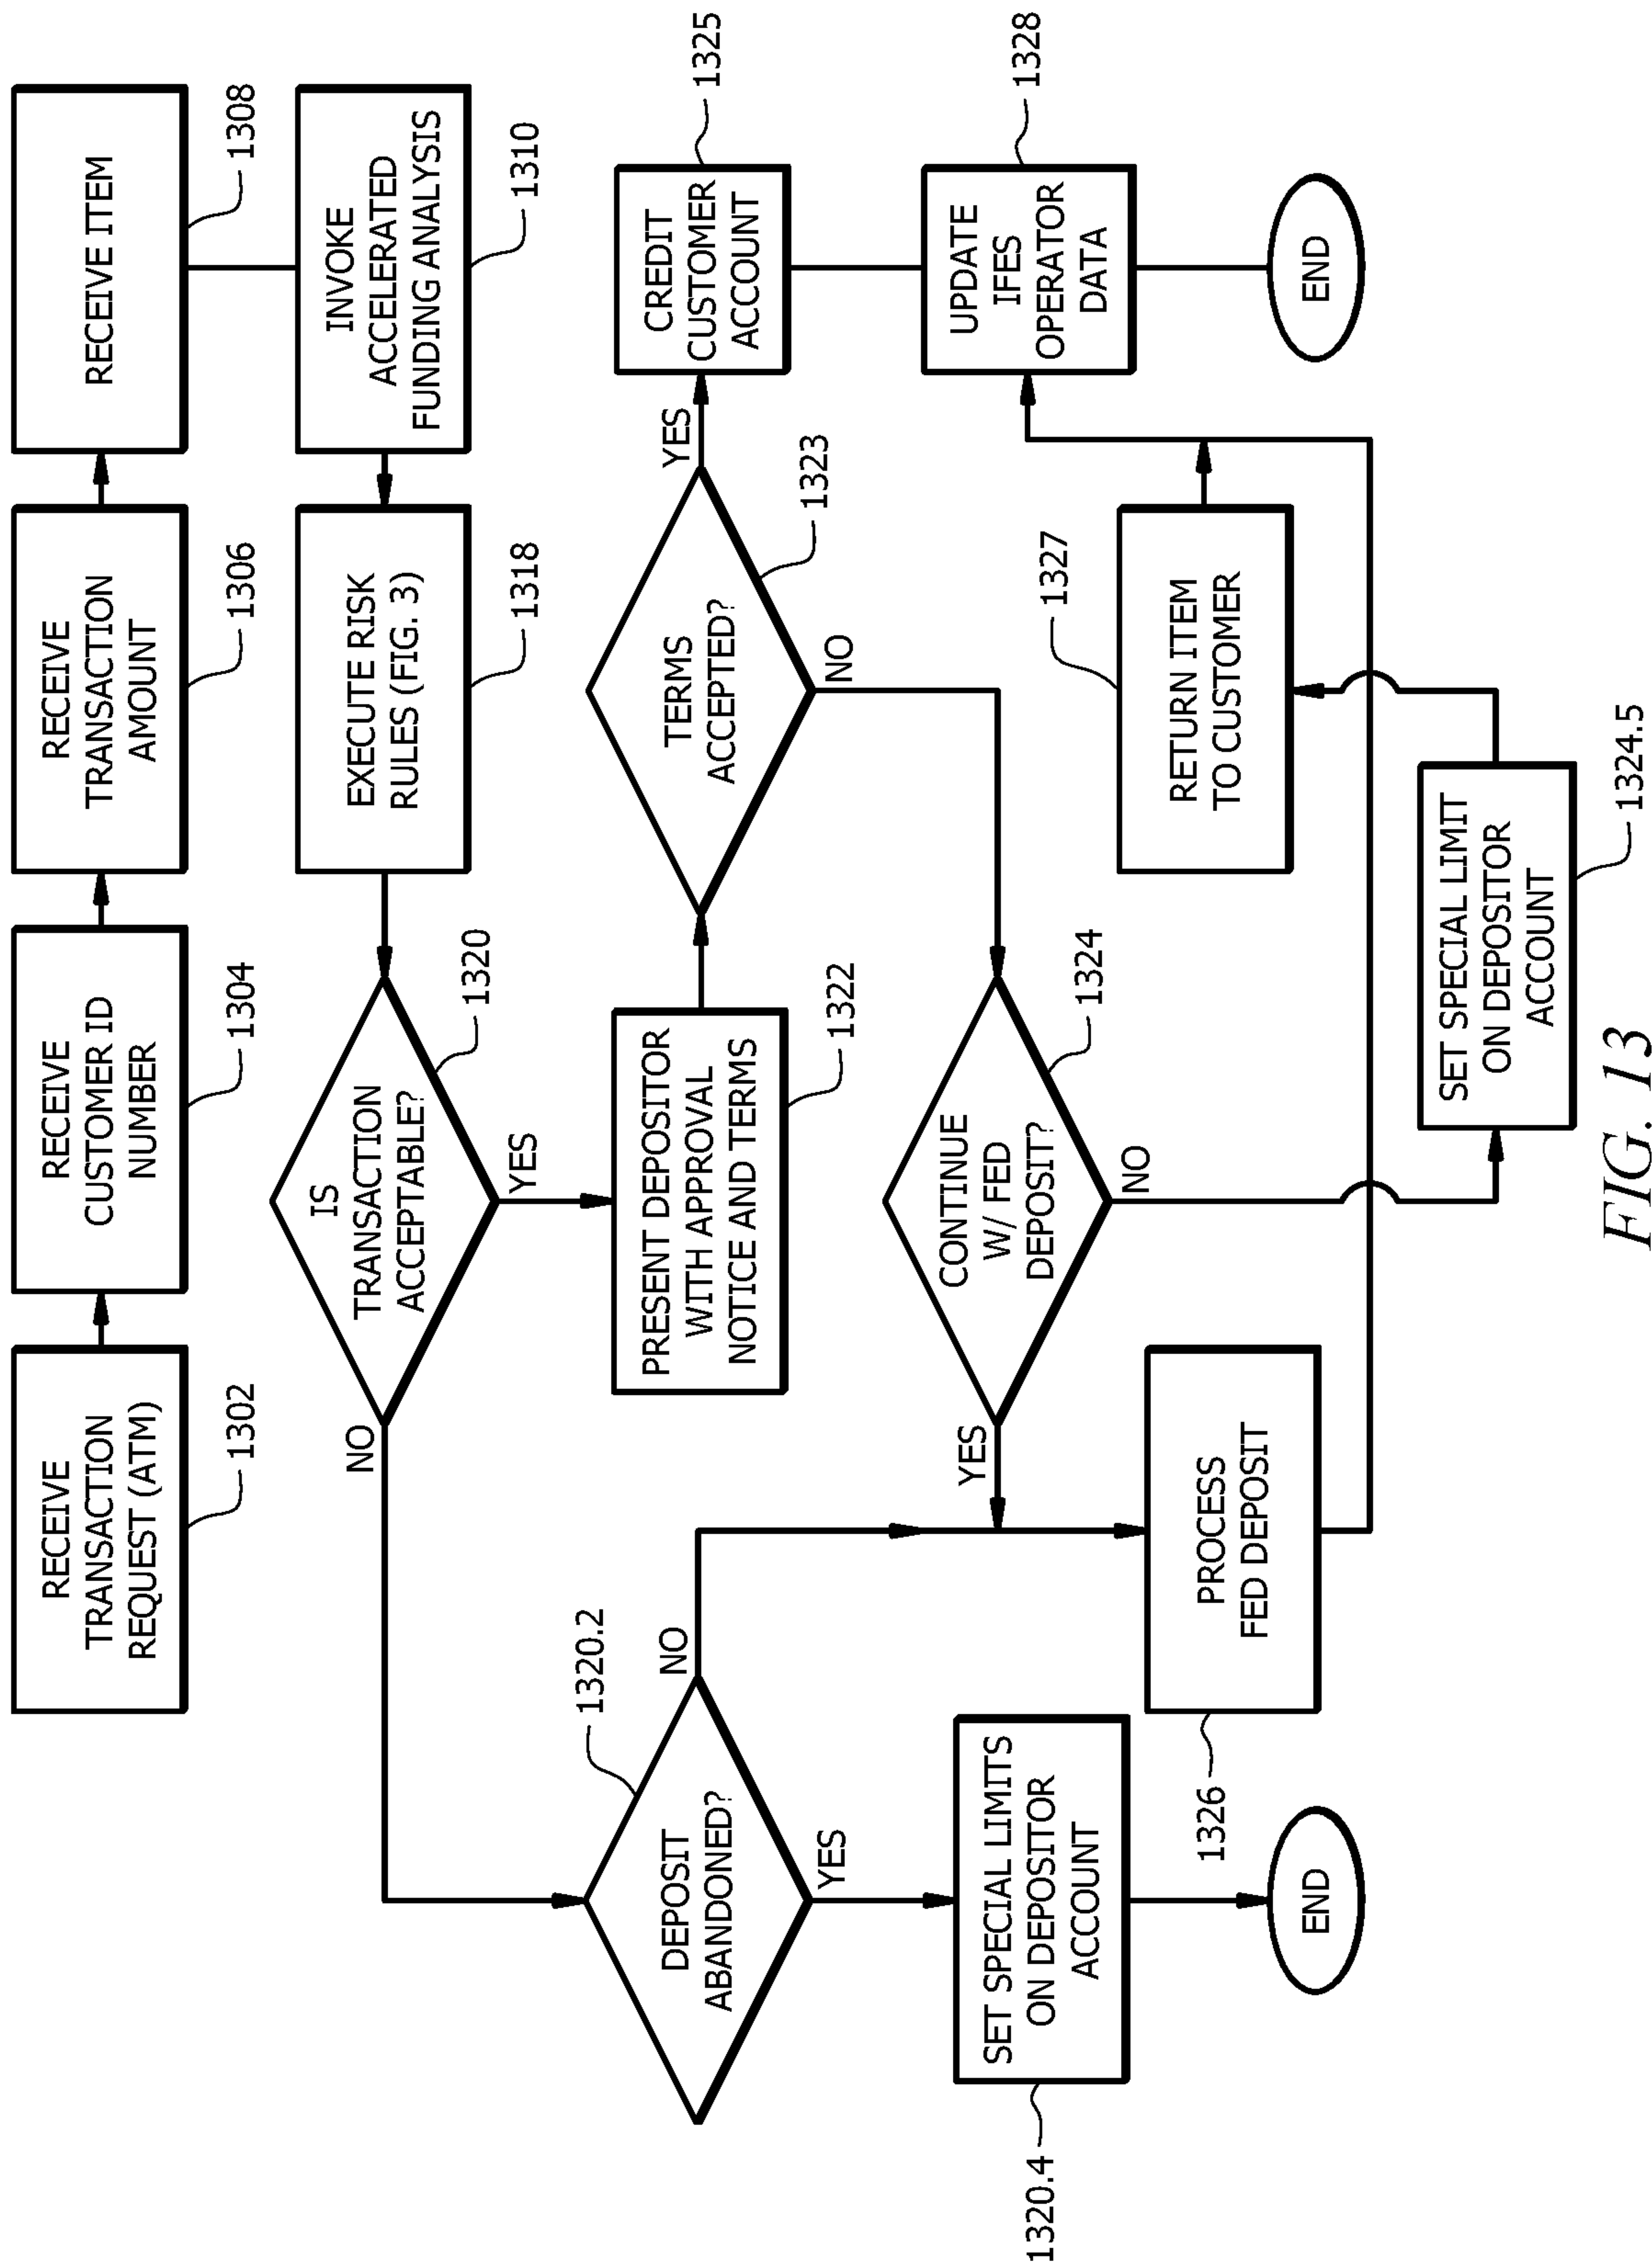 RECEIVE
TRANSACTION
REQUEST (ATM)
1302
RECEIVE
CUSTOMER ID
NUMBER
1304
RECEIVE
TRANSACTION
AMOUNT
1306
RECEIVE ITEM
1308
INVOKE
ACCELERATED
FUNDING ANALYSIS
1310
EXECUTE RISK
RULES (FIG. 3)
1318
IS
TRANSACTION
ACCEPTABLE?
1320
NO
YES
DEPOSIT
ABANDONED?
1320.2
NO
YES
PRESENT DEPOSITOR
WITH APPROVAL
NOTICE AND TERMS
1322
TERMS
ACCEPTED?
1323
YES
NO
CREDIT
CUSTOMER
ACCOUNT
1325
SET SPECIAL LIMITS
ON DEPOSITOR
ACCOUNT
1320.4
CONTINUE
W/ FED
DEPOSIT?
1324
YES
NO
UPDATE
IFES
OPERATOR
DATA
1328
PROCESS
FED DEPOSIT
1326
RETURN ITEM
TO CUSTOMER
1327
END
END
SET SPECIAL LIMIT
ON DEPOSITOR
ACCOUNT
1324.5
FIG. 13